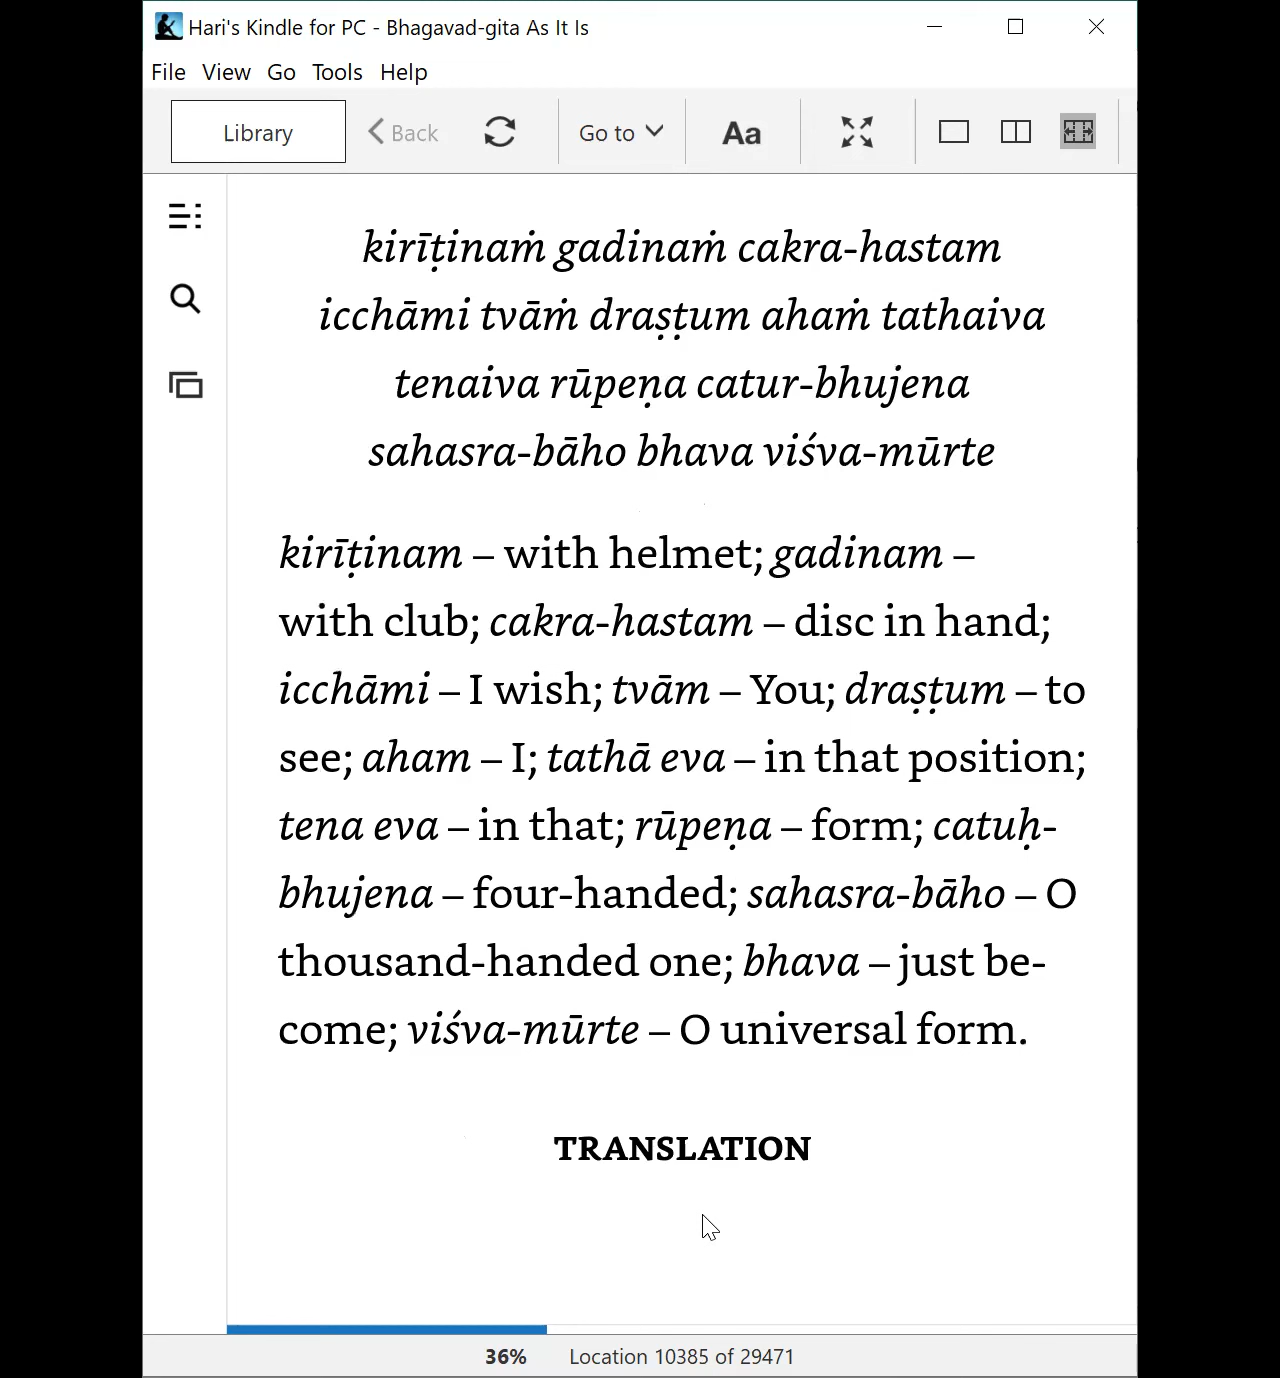 Hari's Kindle for PC - Bhagavad-gita As It Is
File View Go Tools Help
Library Back Go to Aa
kirīṭinaṁ gadinaṁ cakra-hastam
icchāmi tvāṁ draṣṭum ahaṁ tathaiva
tenaiva rūpeṇa catur-bhujena
sahasra-bāho bhava viśva-mūrte
kirīṭinam – with helmet; gadinam –
with club; cakra-hastam – disc in hand;
icchāmi – I wish; tvām – You; draṣṭum – to
see; aham – I; tathā eva – in that position;
tena eva – in that; rūpeṇa – form; catuḥ-
bhujena – four-handed; sahasra-bāho – O
thousand-handed one; bhava – just be-
come; viśva-mūrte – O universal form.
TRANSLATION
36% Location 10385 of 29471